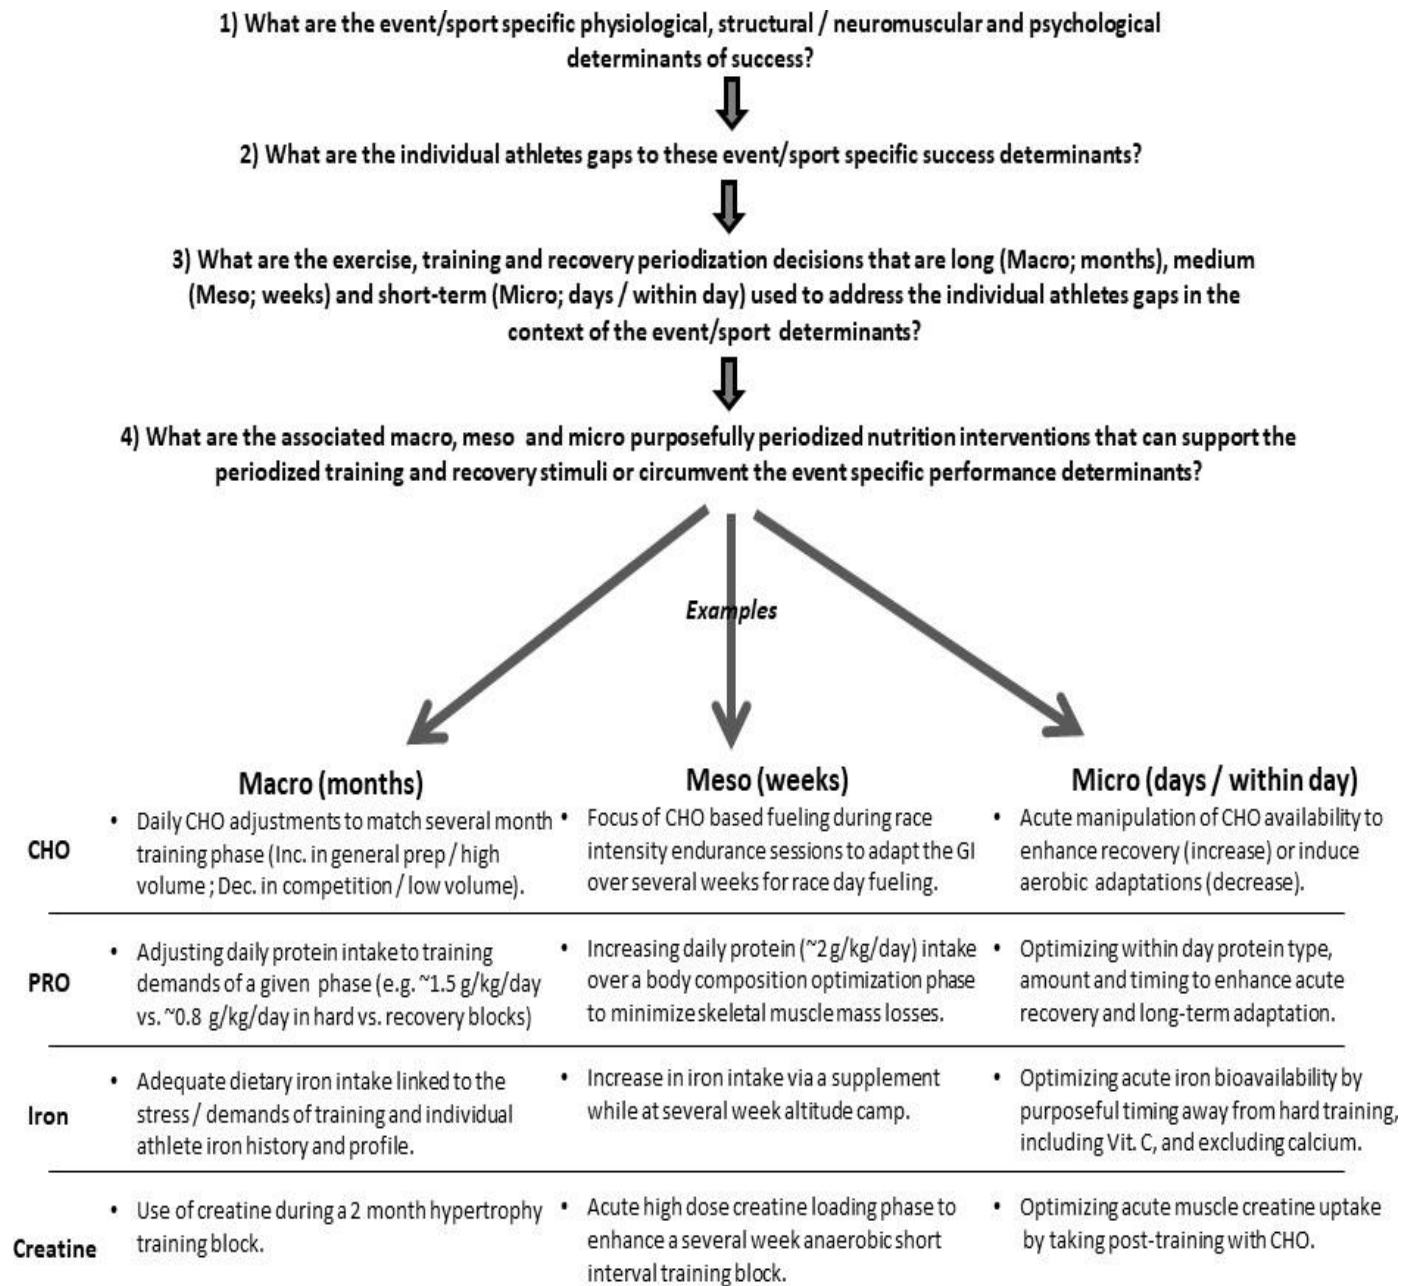 1) What are the event/sport specific physiological, structural / neuromuscular and psychological
determinants of success?
2) What are the individual athletes gaps to these event/sport specific success determinants?
3) What are the exercise, training and recovery periodization decisions that are long (Macro; months), medium
(Meso; weeks) and short-term (Micro; days / within day) used to address the individual athletes gaps in the
context of the event/sport determinants?
4) What are the associated macro, meso and micro purposefully periodized nutrition interventions that can support the
periodized training and recovery stimuli or circumvent the event specific performance determinants?
Examples
Macro (months)
Meso (weeks)
Micro (days / within day)
CHO
• Daily CHO adjustments to match several month
training phase (Inc. in general prep / high
volume ; Dec. in competition / low volume).
• Focus of CHO based fueling during race
intensity endurance sessions to adapt the GI
over several weeks for race day fueling.
• Acute manipulation of CHO availability to
enhance recovery (increase) or induce
aerobic adaptations (decrease).
PRO
• Adjusting daily protein intake to training
demands of a given phase (e.g. ~1.5 g/kg/day
vs. ~0.8 g/kg/day in hard vs. recovery blocks)
• Increasing daily protein (~2 g/kg/day) intake
over a body composition optimization phase
to minimize skeletal muscle mass losses.
• Optimizing within day protein type,
amount and timing to enhance acute
recovery and long-term adaptation.
Iron
• Adequate dietary iron intake linked to the
stress / demands of training and individual
athlete iron history and profile.
• Increase in iron intake via a supplement
while at several week altitude camp.
• Optimizing acute iron bioavailability by
purposeful timing away from hard training,
including Vit. C, and excluding calcium.
Creatine
• Use of creatine during a 2 month hypertrophy
training block.
• Acute high dose creatine loading phase to
enhance a several week anaerobic short
interval training block.
• Optimizing acute muscle creatine uptake
by taking post-training with CHO.